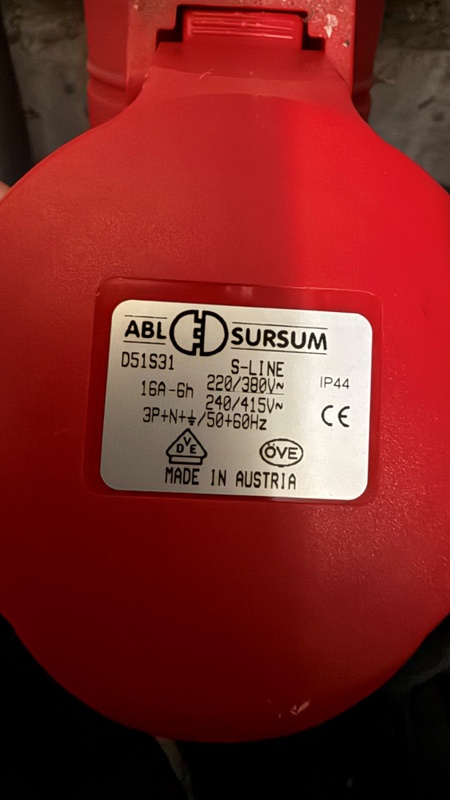 ABL SURSUM
D51S31 S-LINE
16A-6h 220/380V~ IP44
240/415V~
3P+N+⏚/50+60Hz CE
VDE ÖVE
MADE IN AUSTRIA